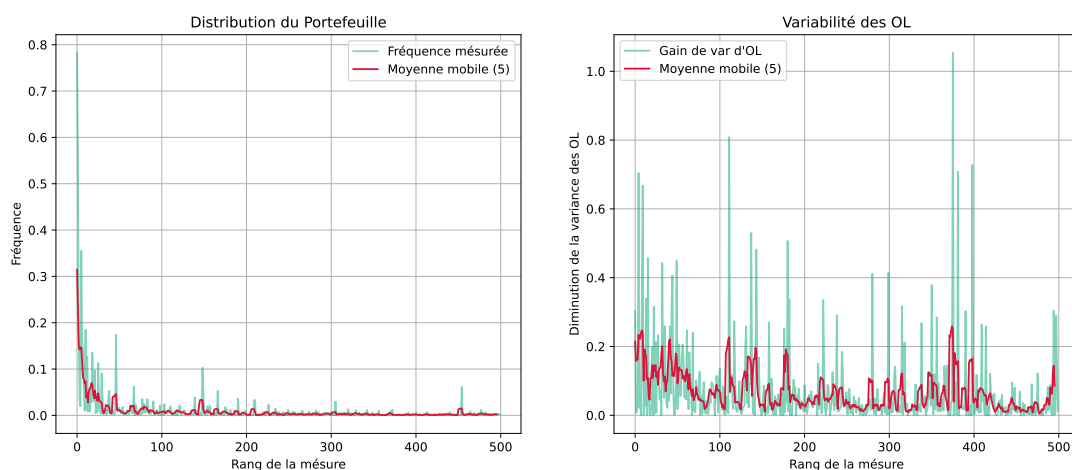 Distribution du Portefeuille
Fréquence
0.8
0.7
0.6
0.5
0.4
0.3
0.2
0.1
0.0
Fréquence mésurée
Moyenne mobile (5)
0
100
200
300
400
500
Rang de la mésure
Variabilité des OL
Diminution de la variance des OL
1.0
0.8
0.6
0.4
0.2
0.0
Gain de var d'OL
Moyenne mobile (5)
0
100
200
300
400
500
Rang de la mésure